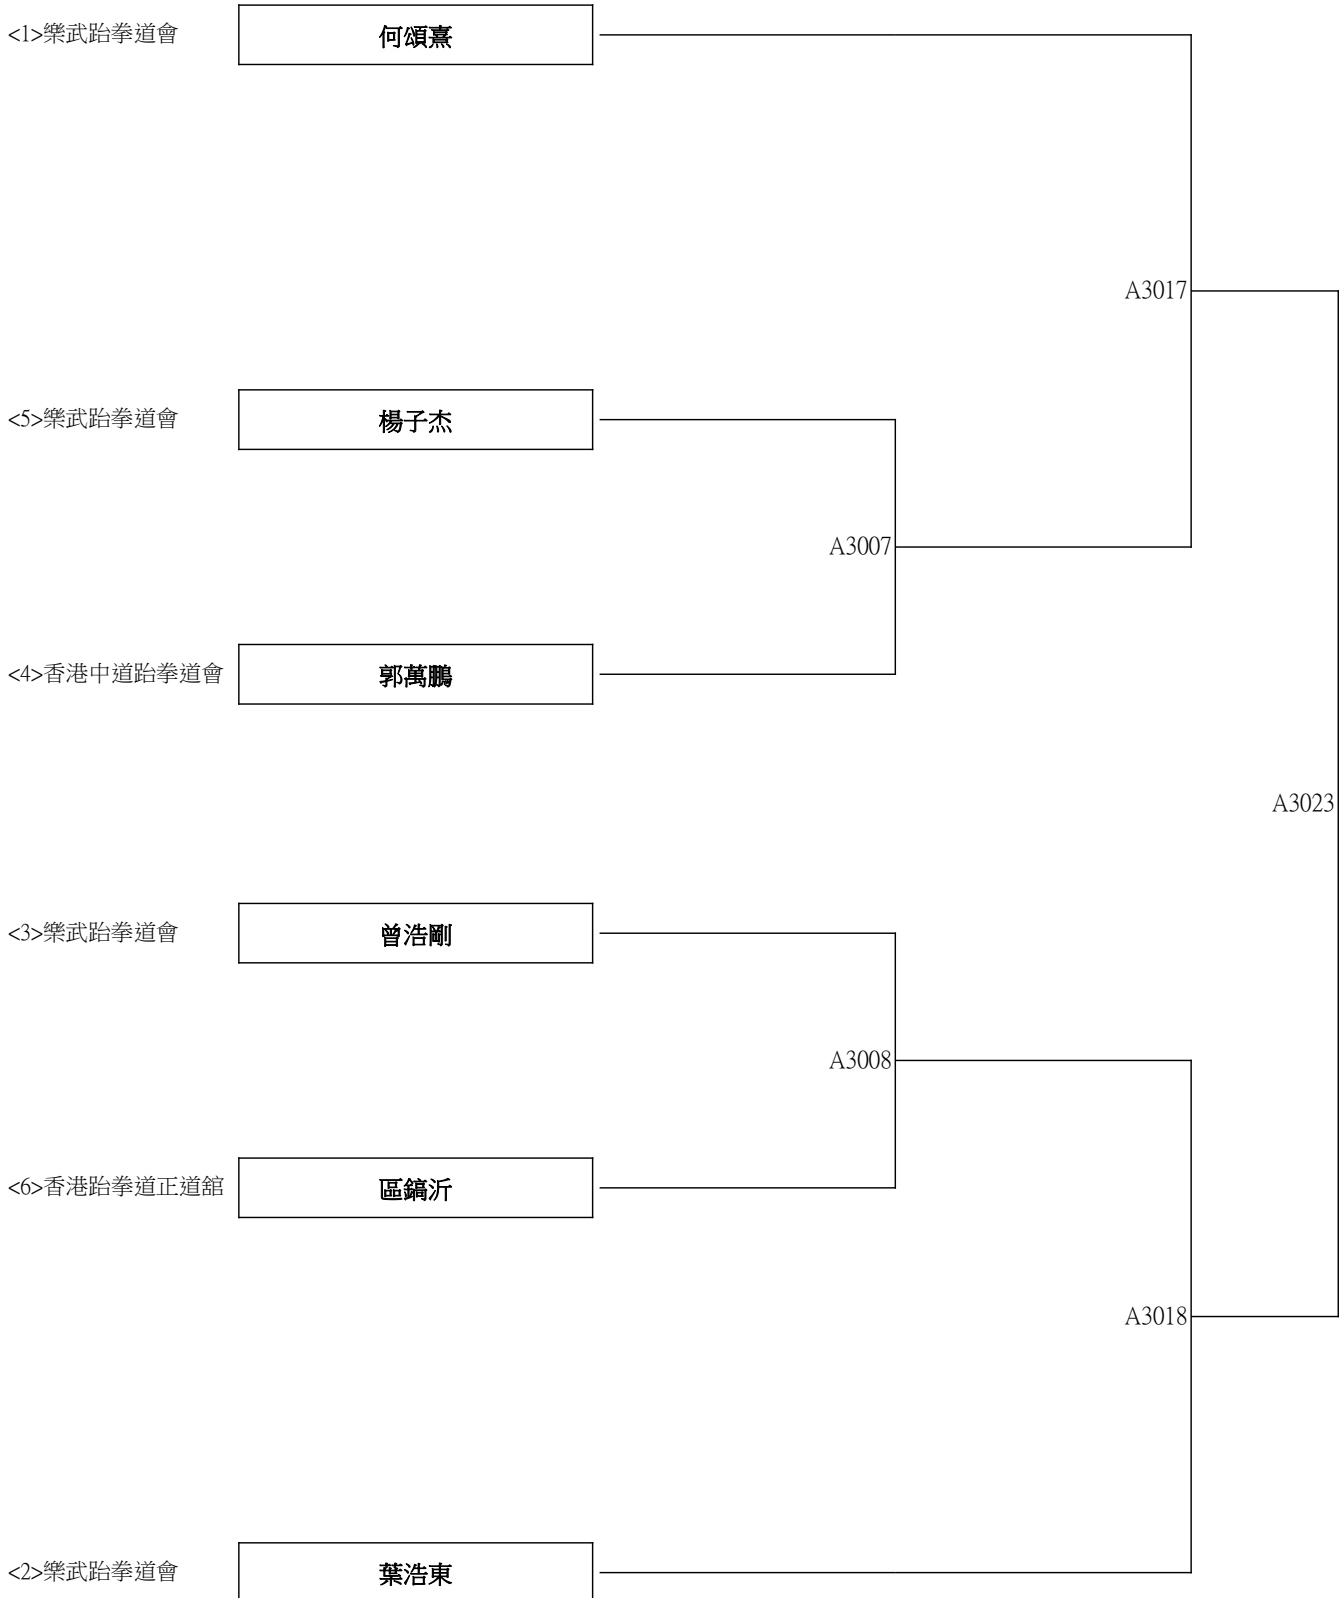 <1>樂武跆拳道會 何頌熹
A3017
<5>樂武跆拳道會 楊子杰
A3007
<4>香港中道跆拳道會 郭萬鵬
A3023
<3>樂武跆拳道會 曾浩剛
A3008
<6>香港跆拳道正道舘 區鎬沂
A3018
<2>樂武跆拳道會 葉浩東